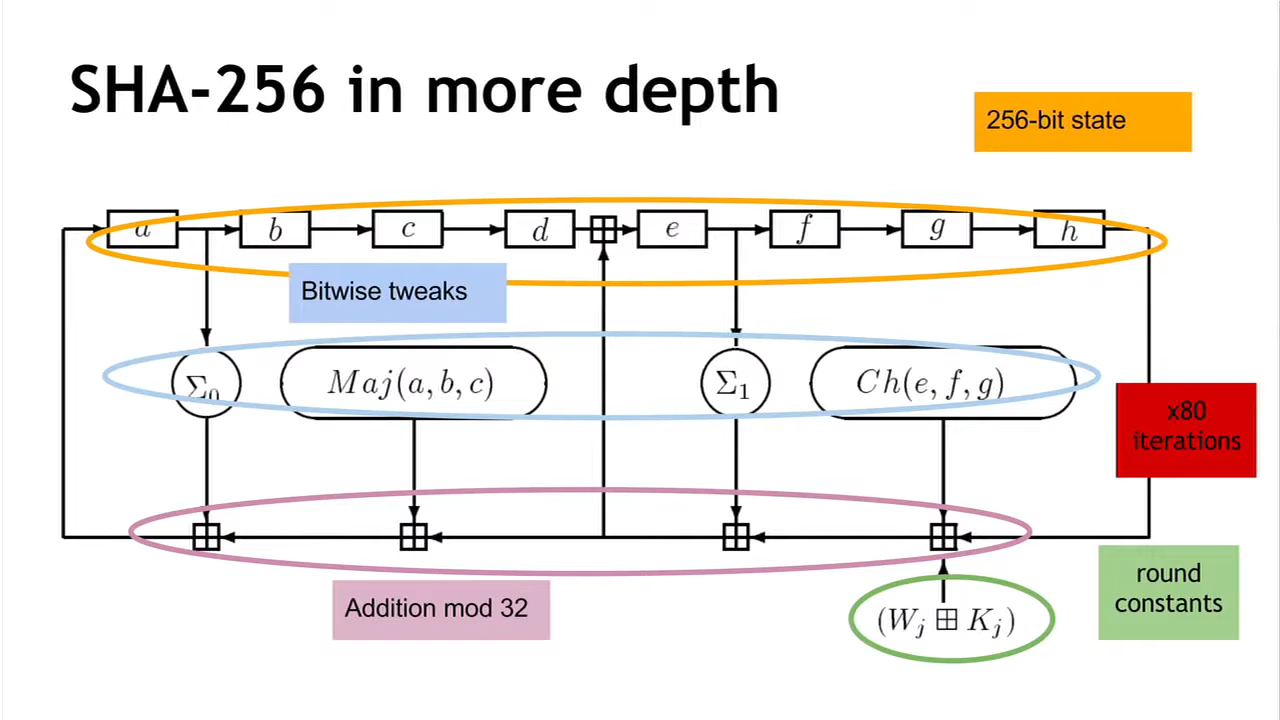 SHA-256 in more depth
256-bit state
a
b
c
d
e
f
g
h
Bitwise tweaks
Σ₀
Maj(a, b, c)
Σ₁
Ch(e, f, g)
x80
iterations
Addition mod 32
(Wⱼ ⊞ Kⱼ)
round
constants